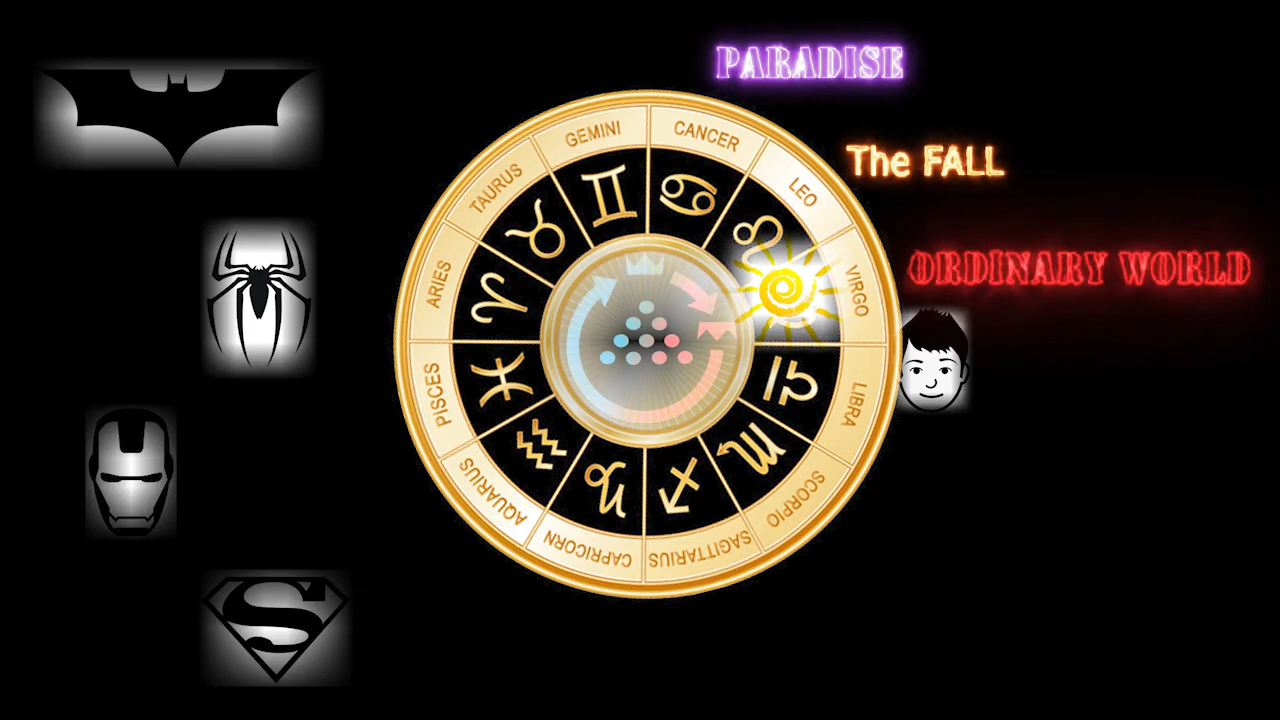 PARADISE
The FALL
ORDINARY WORLD
GEMINI
CANCER
TAURUS
LEO
ARIES
VIRGO
PISCES
LIBRA
AQUARIUS
SCORPIO
CAPRICORN
SAGITTARIUS
S